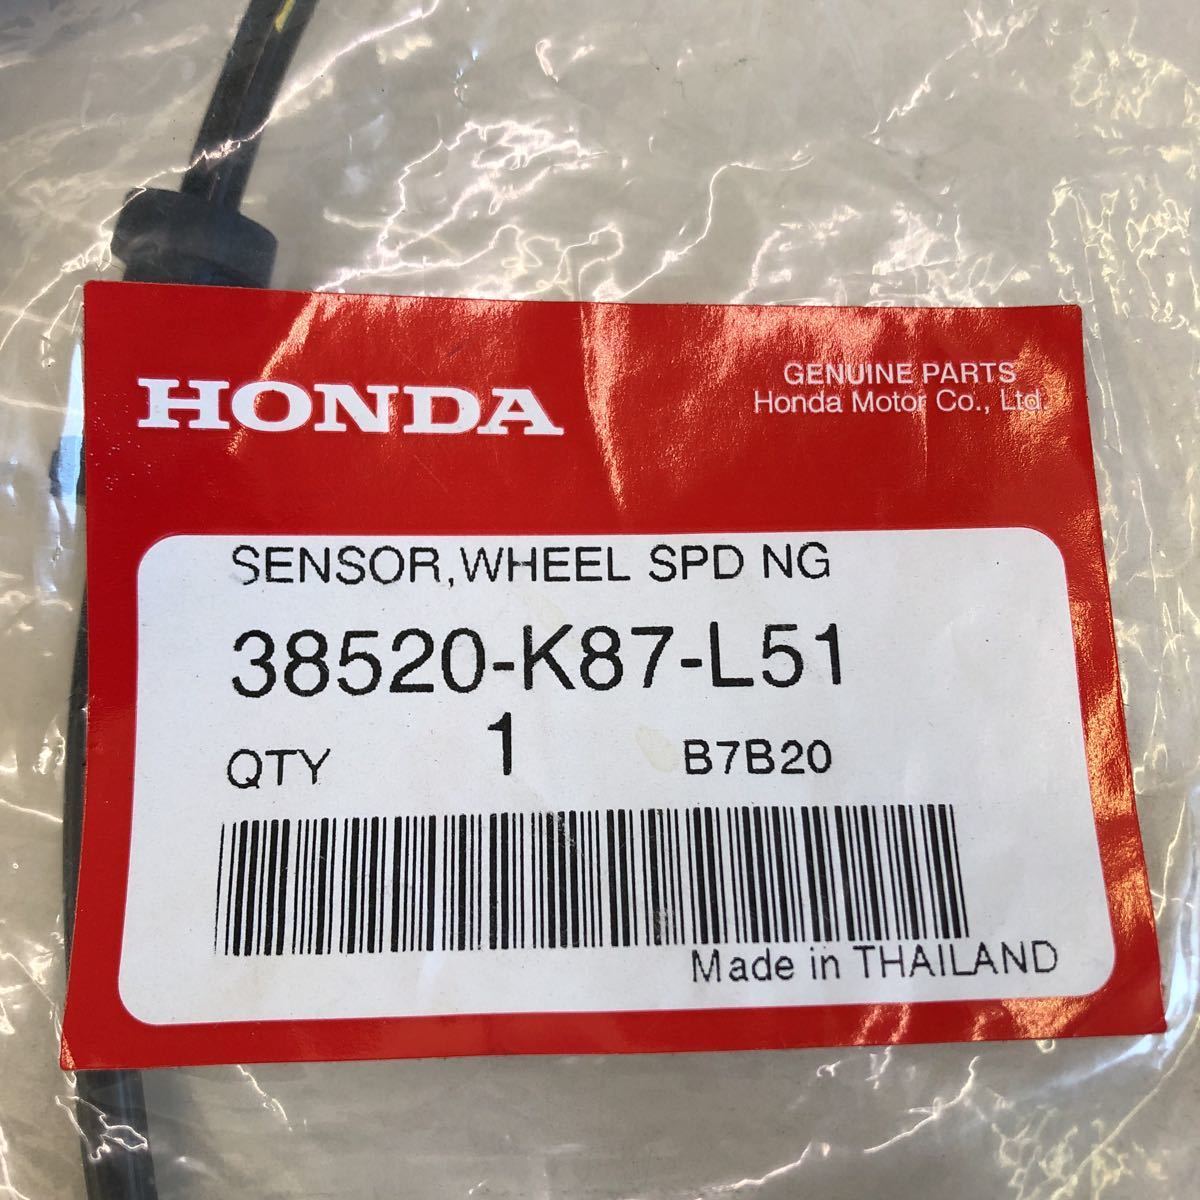 HONDA
GENUINE PARTS
Honda Motor Co., Ltd.
SENSOR,WHEEL SPD NG
38520-K87-L51
QTY 1 B7B20
Made in THAILAND